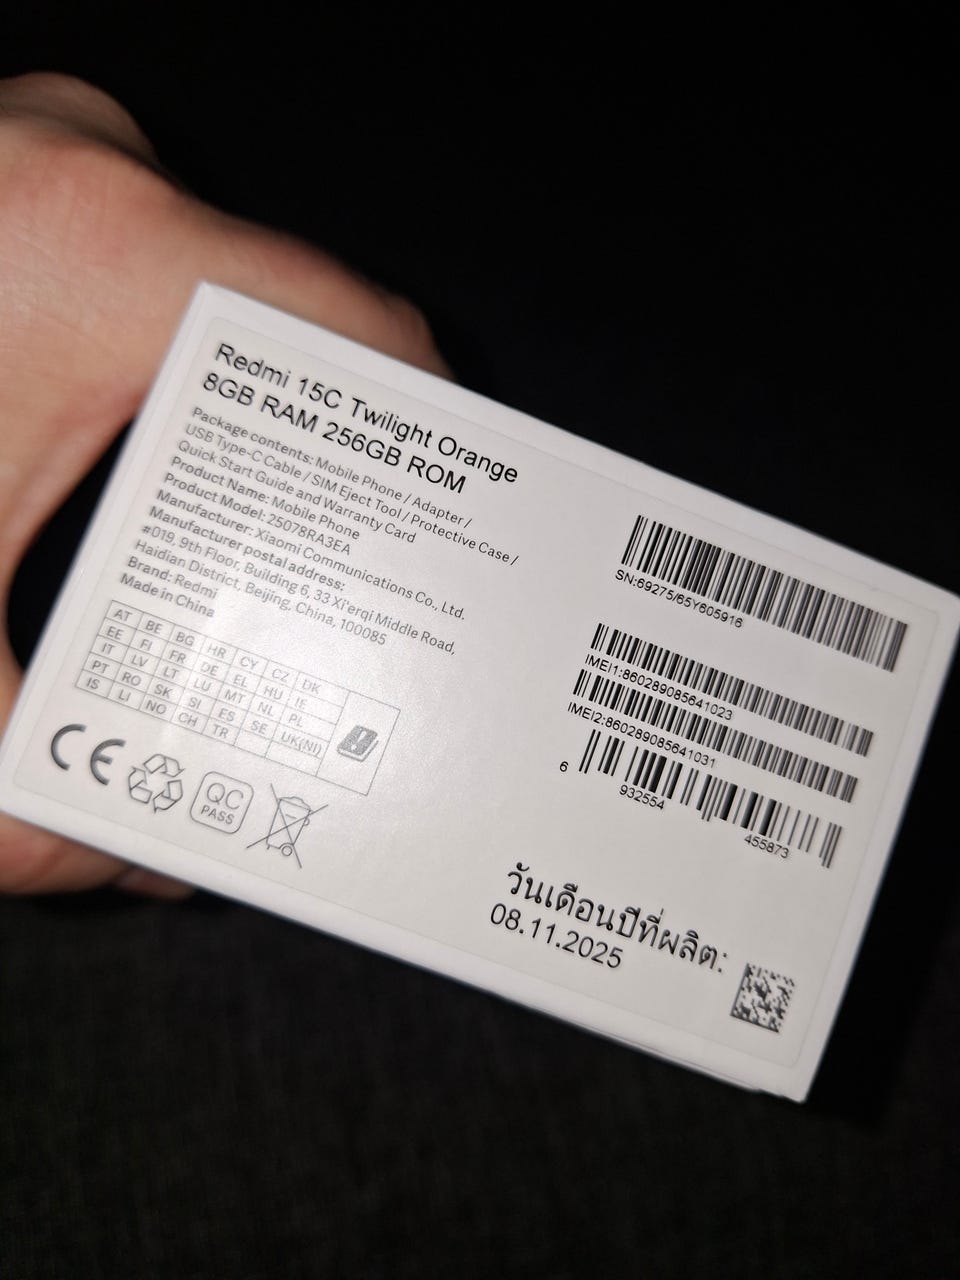 Redmi 15C Twilight Orange
8GB RAM 256GB ROM
Package contents: Mobile Phone / Adapter /
USB Type-C Cable / SIM Eject Tool / Protective Case /
Quick Start Guide and Warranty Card
Product Name: Mobile Phone
Product Model: 25078RA3EA
Manufacturer: Xiaomi Communications Co., Ltd.
Manufacturer postal address:
#019, 9th Floor, Building 6, 33 Xi'erqi Middle Road,
Haidian District, Beijing, China, 100085
Brand: Redmi
Made in China
AT BE BG HR CY CZ DK
EE FI FR DE EL HU IE
IT LV LT LU MT NL PL
PT RO SK SI ES SE UK(NI)
IS LI NO CH TR
CE
QC
PASS
SN:69275/65Y605916
IMEI1:860289085641023
IMEI2:860289085641031
6 932554 455873
วันเดือนปีที่ผลิต:
08.11.2025